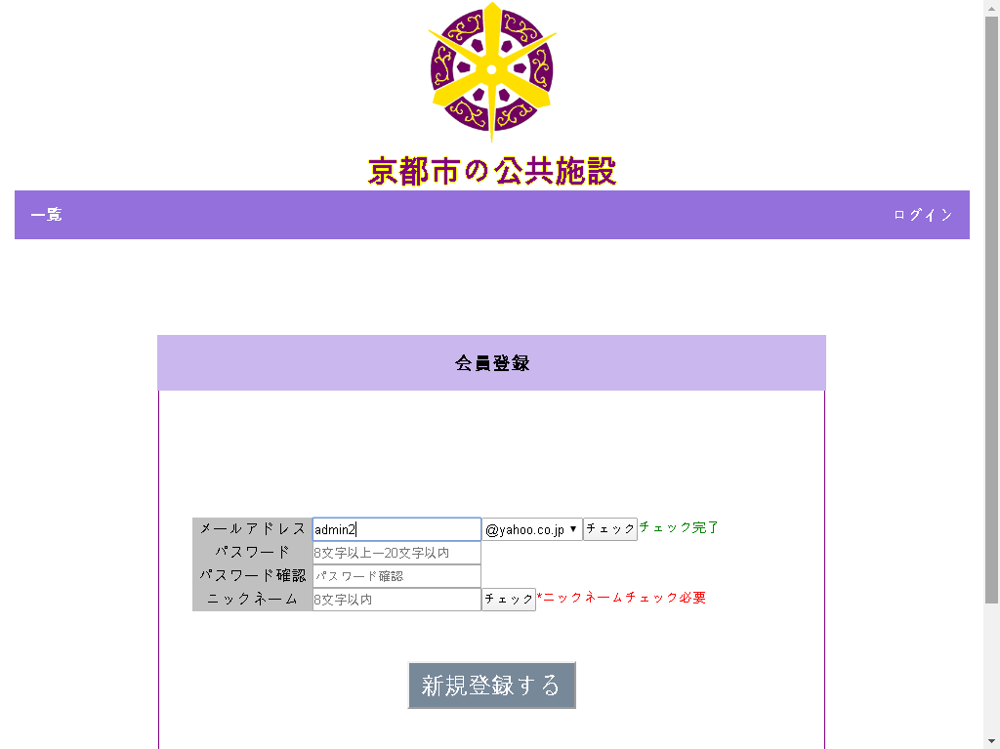 京都市の公共施設
一覧 ログイン
会員登録
メールアドレス admin2 @yahoo.co.jp チェック チェック完了
パスワード 8文字以上ー20文字以内
パスワード確認 パスワード確認
ニックネーム 8文字以内 チェック *ニックネームチェック必要
新規登録する